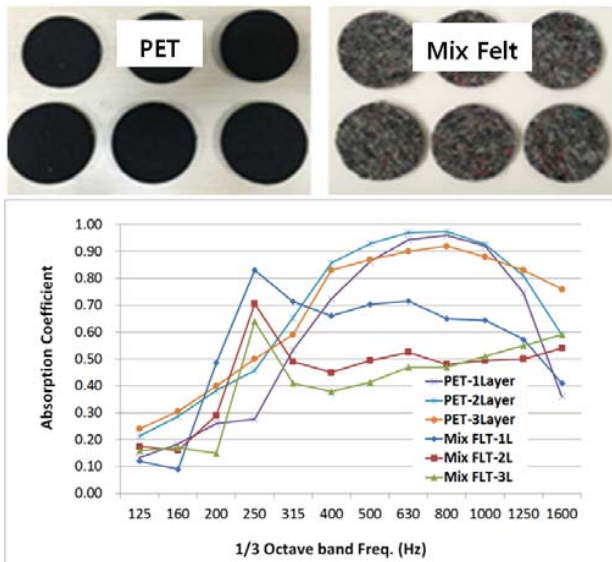 PET
Mix Felt
1.00
0.90
0.80
0.70
0.60
0.50
0.40
0.30
0.20
0.10
0.00
Absorption Coefficient
PET-1Layer
PET-2Layer
PET-3Layer
Mix FLT-1L
Mix FLT-2L
Mix FLT-3L
125 160 200 250 315 400 500 630 800 1000 1250 1600
1/3 Octave band Freq. (Hz)